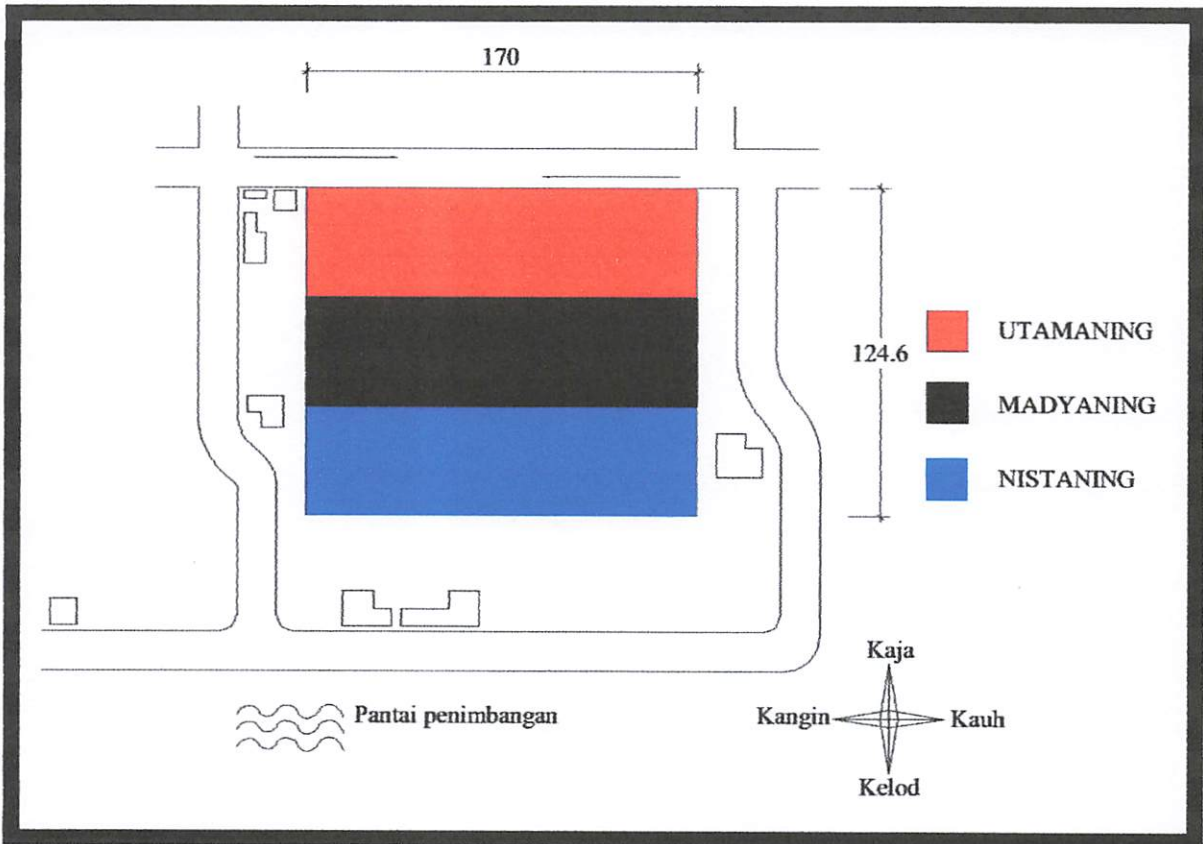 170
124.6
UTAMANING
MADYANING
NISTANING
Kaja
Pantai penimbangan
Kangin
Kauh
Kelod